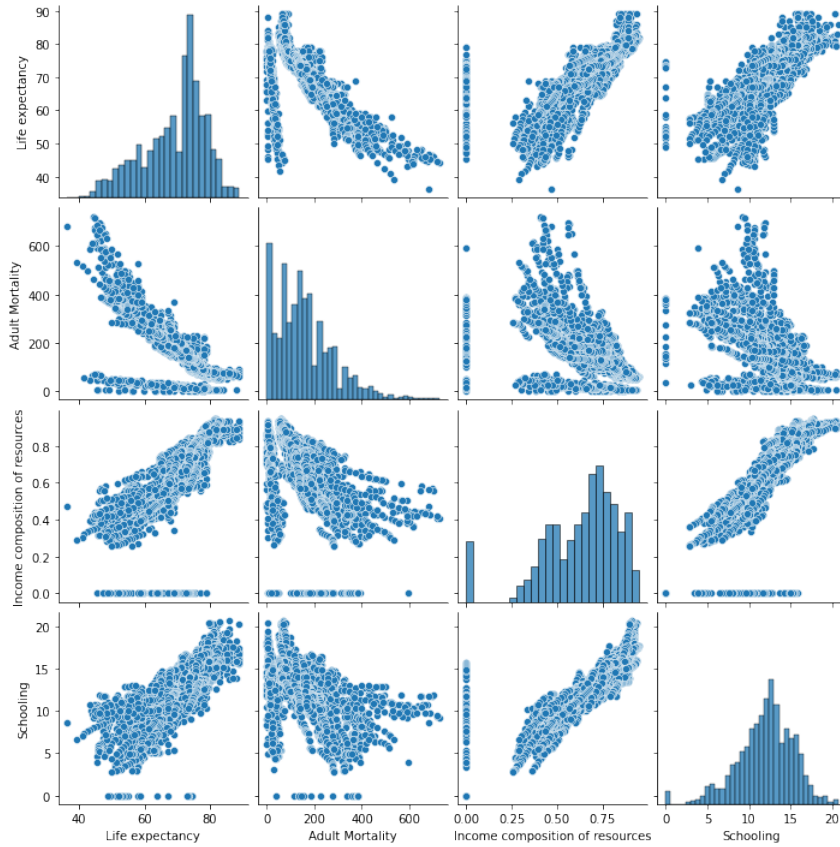 90
80
70
60
50
40
Life expectancy
600
400
200
0
Adult Mortality
0.8
0.6
0.4
0.2
0.0
Income composition of resources
20
15
10
5
0
Schooling
40 60 80
Life expectancy
0 200 400 600
Adult Mortality
0.00 0.25 0.50 0.75
Income composition of resources
0 5 10 15 20
Schooling